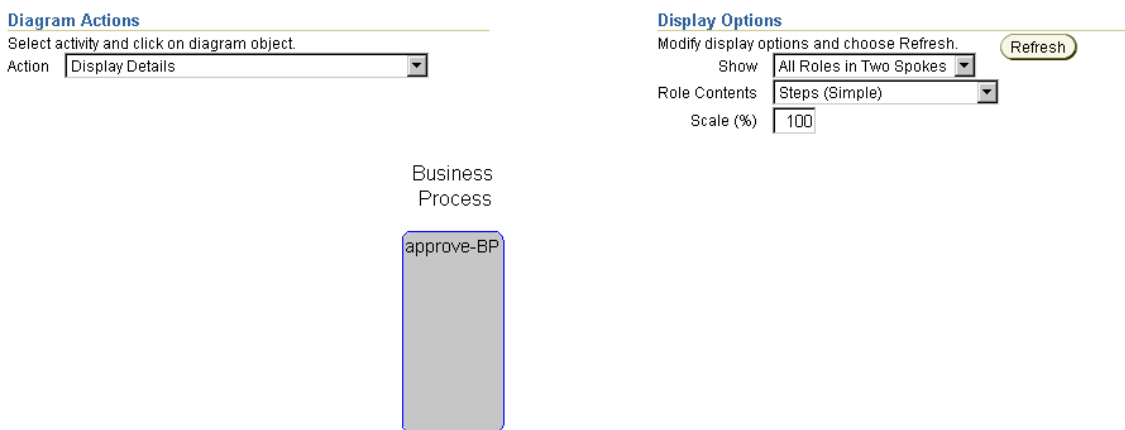 Diagram Actions
Select activity and click on diagram object.
Action Display Details
Display Options
Modify display options and choose Refresh.
Refresh
Show All Roles in Two Spokes
Role Contents Steps (Simple)
Scale (%) 100
Business
Process
approve-BP